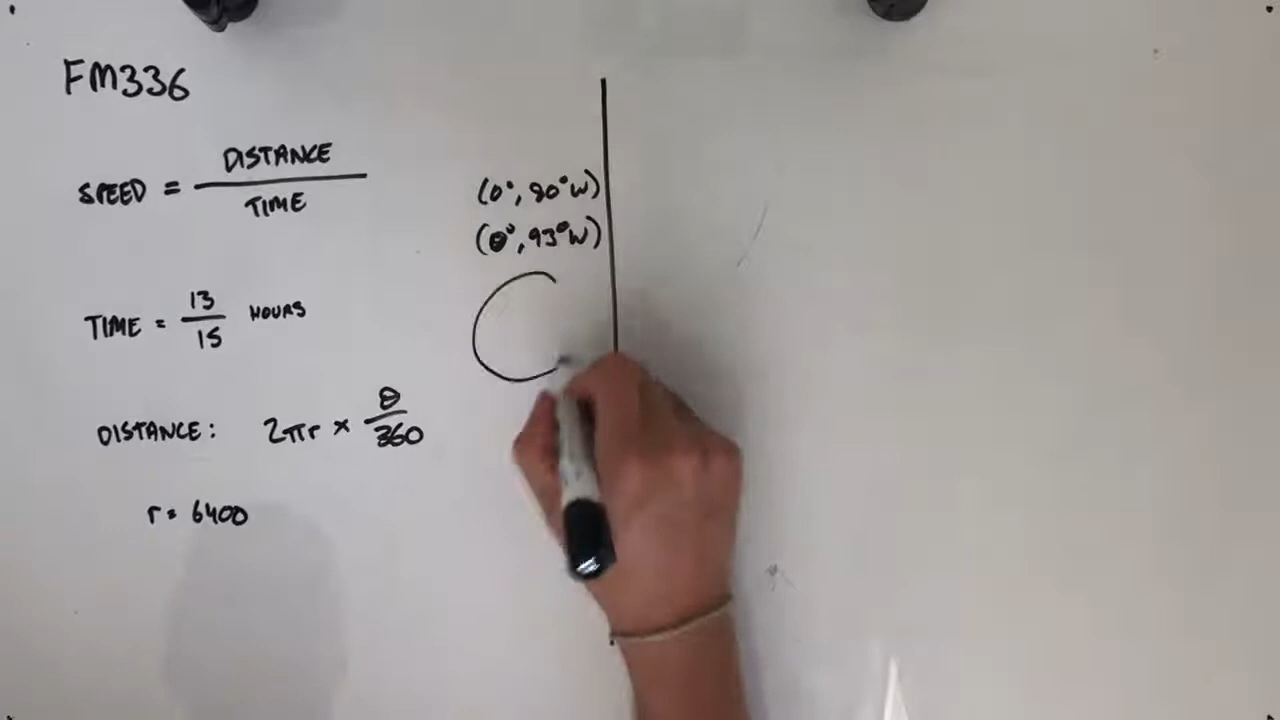 FM336
SPEED = DISTANCE / TIME
(0°, 80°W)
(0°, 93°W)
TIME = 13/15 HOURS
DISTANCE: 2πr × θ/360
r = 6400